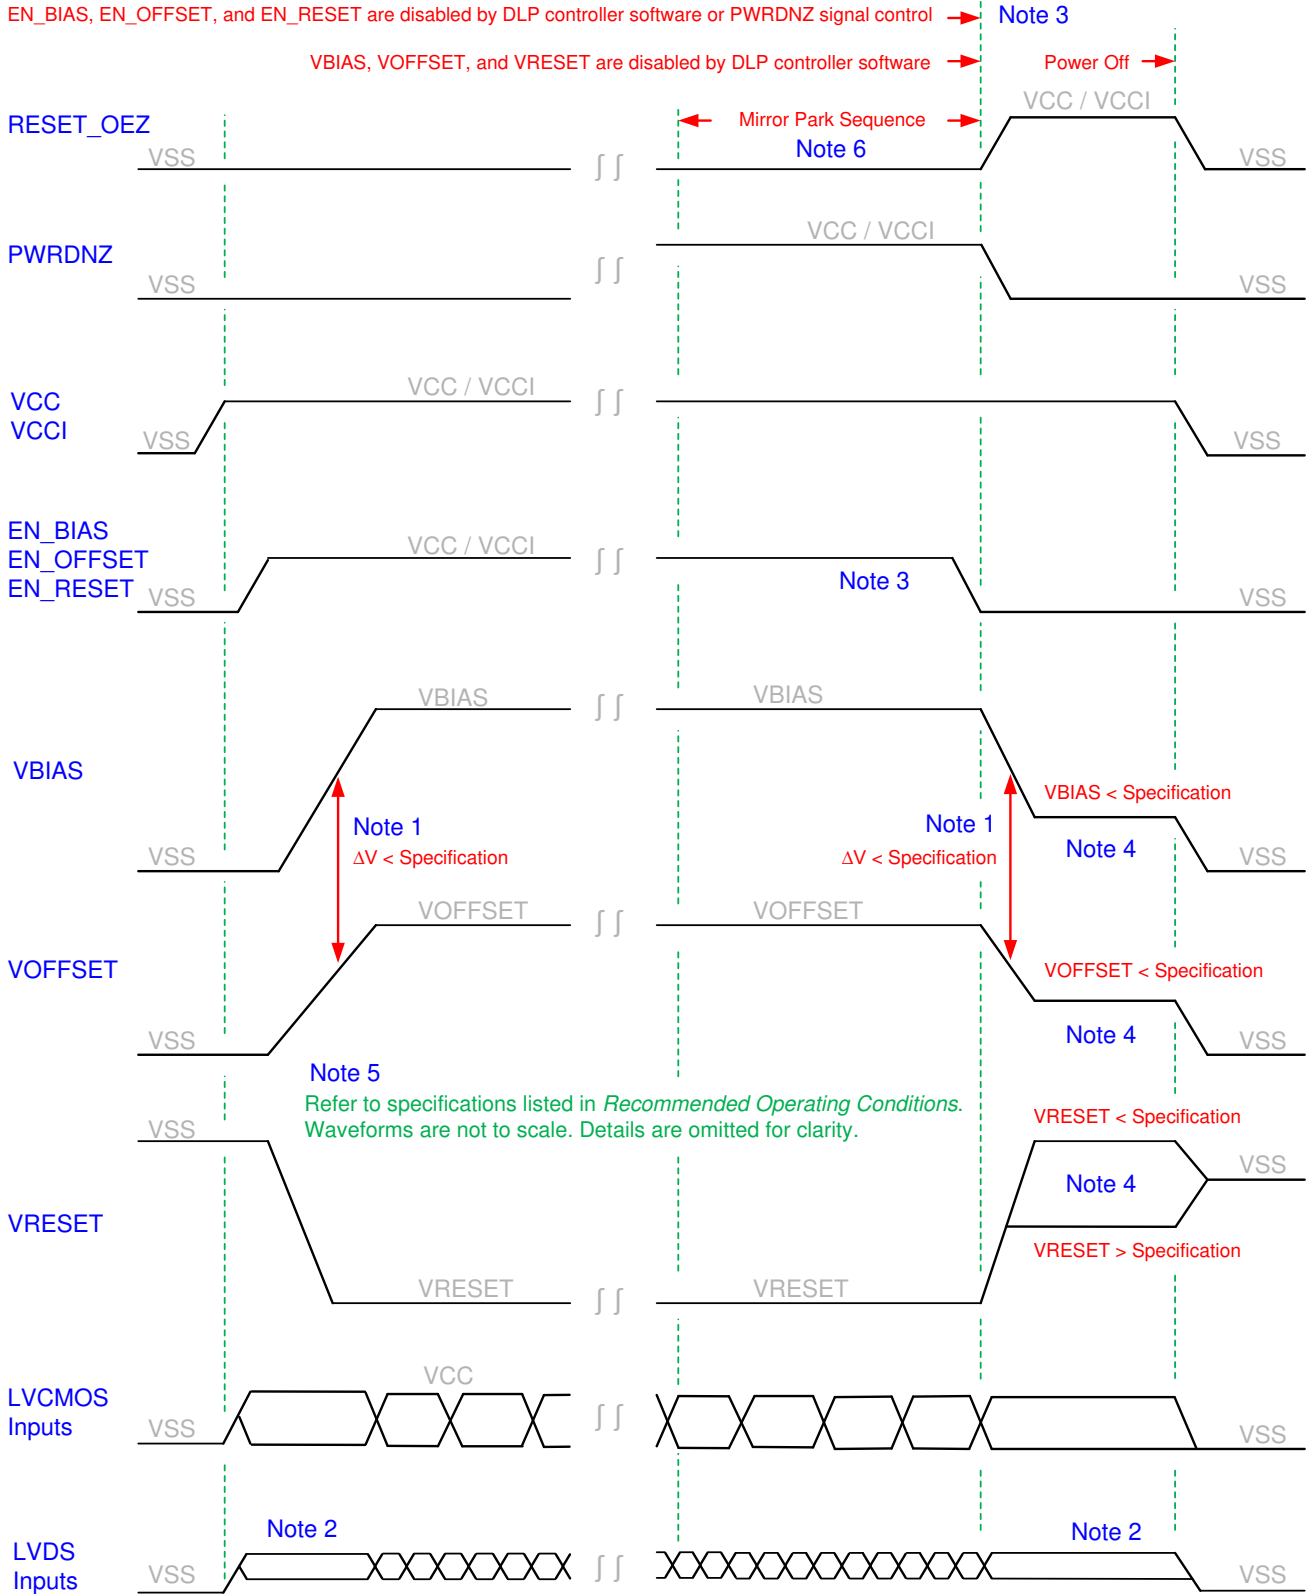 EN_BIAS, EN_OFFSET, and EN_RESET are disabled by DLP controller software or PWRDNZ signal control
Note 3
VBIAS, VOFFSET, and VRESET are disabled by DLP controller software
Power Off
VCC / VCCI
RESET_OEZ
Mirror Park Sequence
VSS
Note 6
VSS
VCC / VCCI
PWRDNZ
VSS
VSS
VCC / VCCI
VCC
VCCI
VSS
VSS
EN_BIAS
EN_OFFSET
EN_RESET
VCC / VCCI
Note 3
VSS
VSS
VBIAS
VBIAS
VBIAS
VBIAS < Specification
Note 1
Note 1
ΔV < Specification
ΔV < Specification
Note 4
VSS
VSS
VOFFSET
VOFFSET
VOFFSET
VOFFSET < Specification
Note 4
VSS
VSS
Note 5
Refer to specifications listed in Recommended Operating Conditions.
Waveforms are not to scale. Details are omitted for clarity.
VRESET < Specification
VSS
VSS
Note 4
VRESET
VRESET > Specification
VRESET
VRESET
VCC
LVCMOS
Inputs
VSS
VSS
Note 2
Note 2
LVDS
Inputs
VSS
VSS